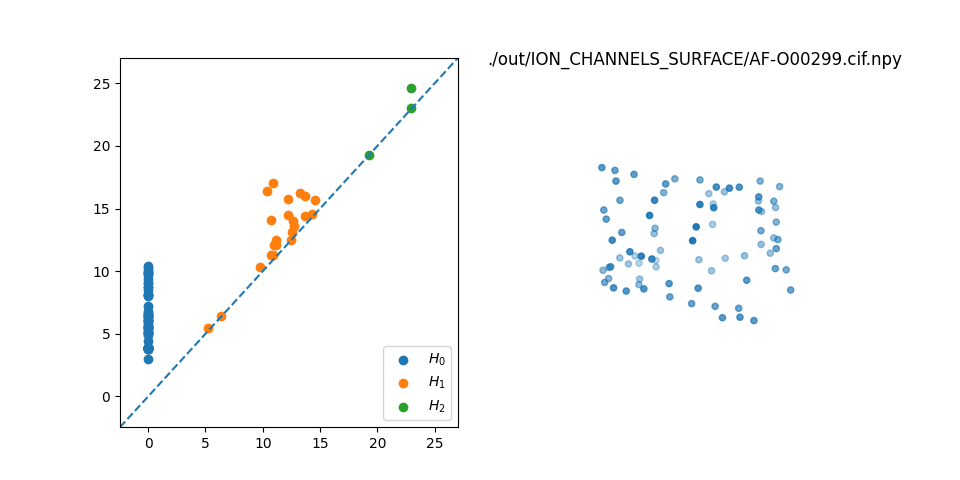 ./out/ION_CHANNELS_SURFACE/AF-O00299.cif.npy
25
20
15
10
5
0
H₀
H₁
H₂
0 5 10 15 20 25